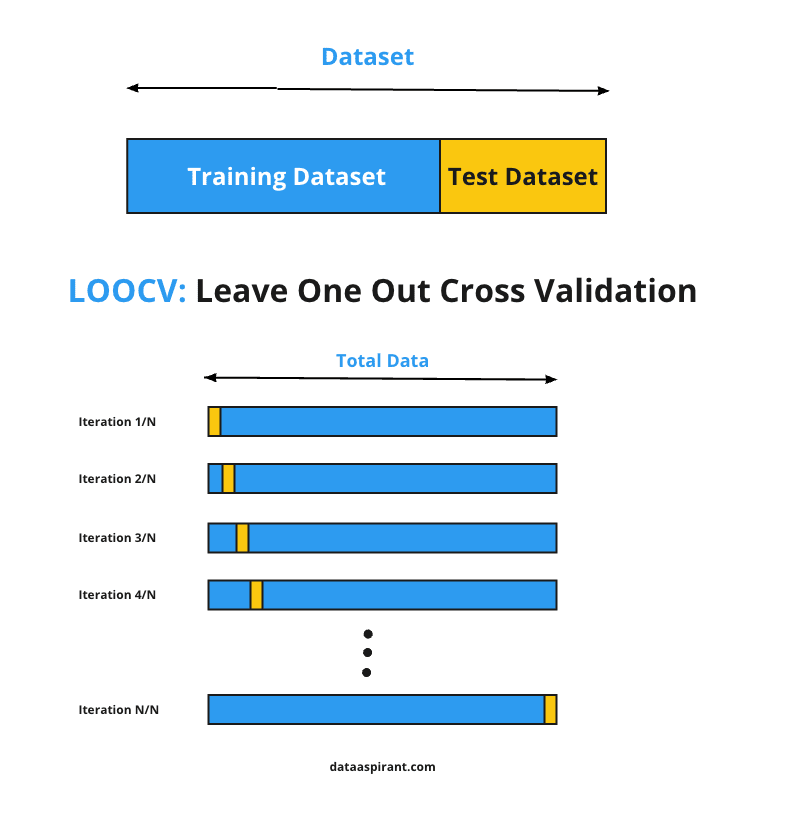 Dataset
Training Dataset
Test Dataset
LOOCV: Leave One Out Cross Validation
Total Data
Iteration 1/N
Iteration 2/N
Iteration 3/N
Iteration 4/N
Iteration N/N
dataaspirant.com